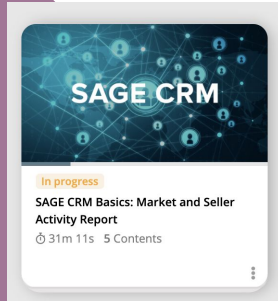 SAGE CRM
In progress
SAGE CRM Basics: Market and Seller
Activity Report
31m 11s 5 Contents